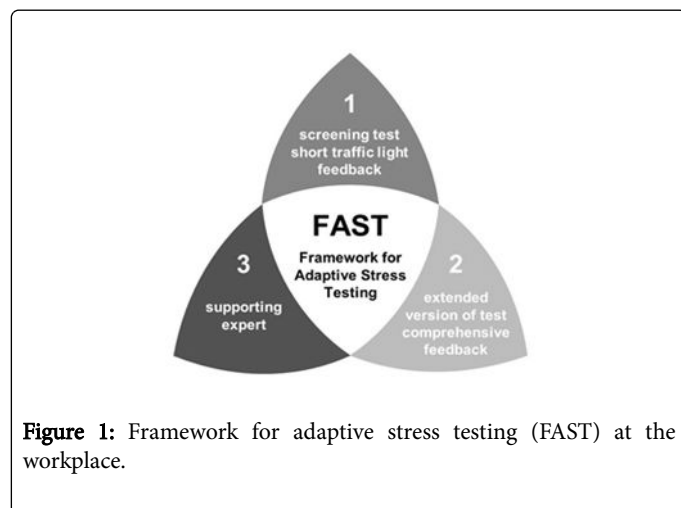 1
screening test
short traffic light
feedback
FAST
Framework for
Adaptive Stress
Testing
3
supporting
expert
2
extended
version of test
comprehensive
feedback
Figure 1: Framework for adaptive stress testing (FAST) at the
workplace.